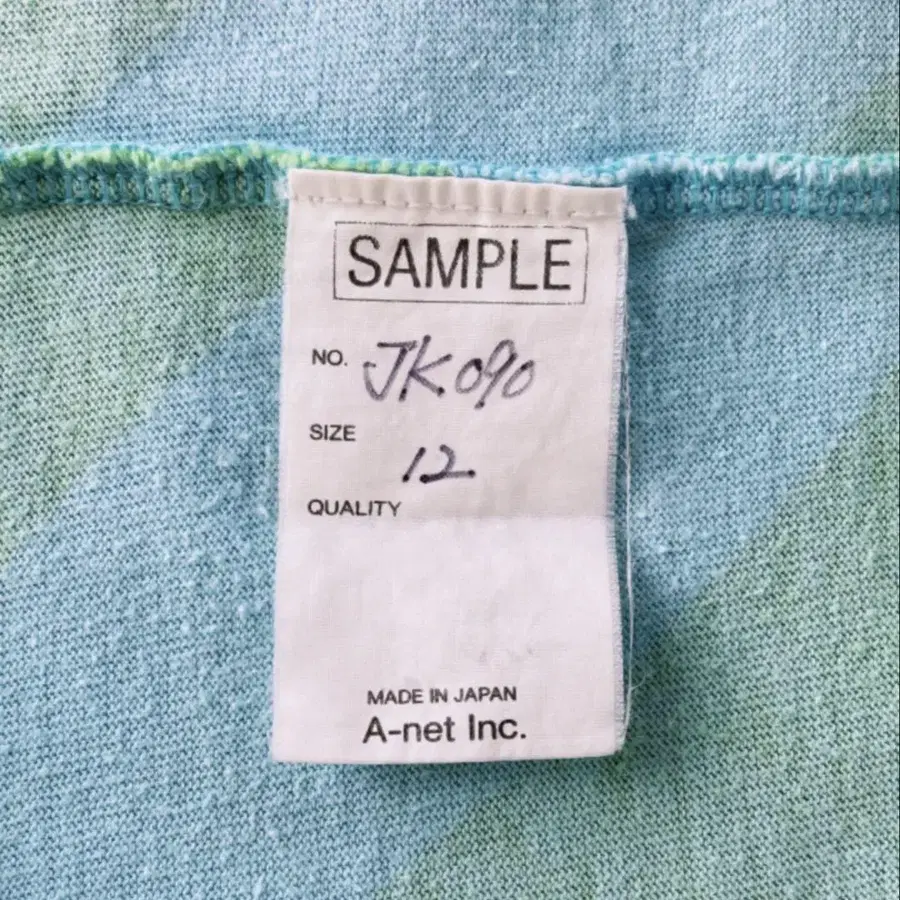 SAMPLE
NO. JK090
SIZE
12
QUALITY
MADE IN JAPAN
A-net Inc.